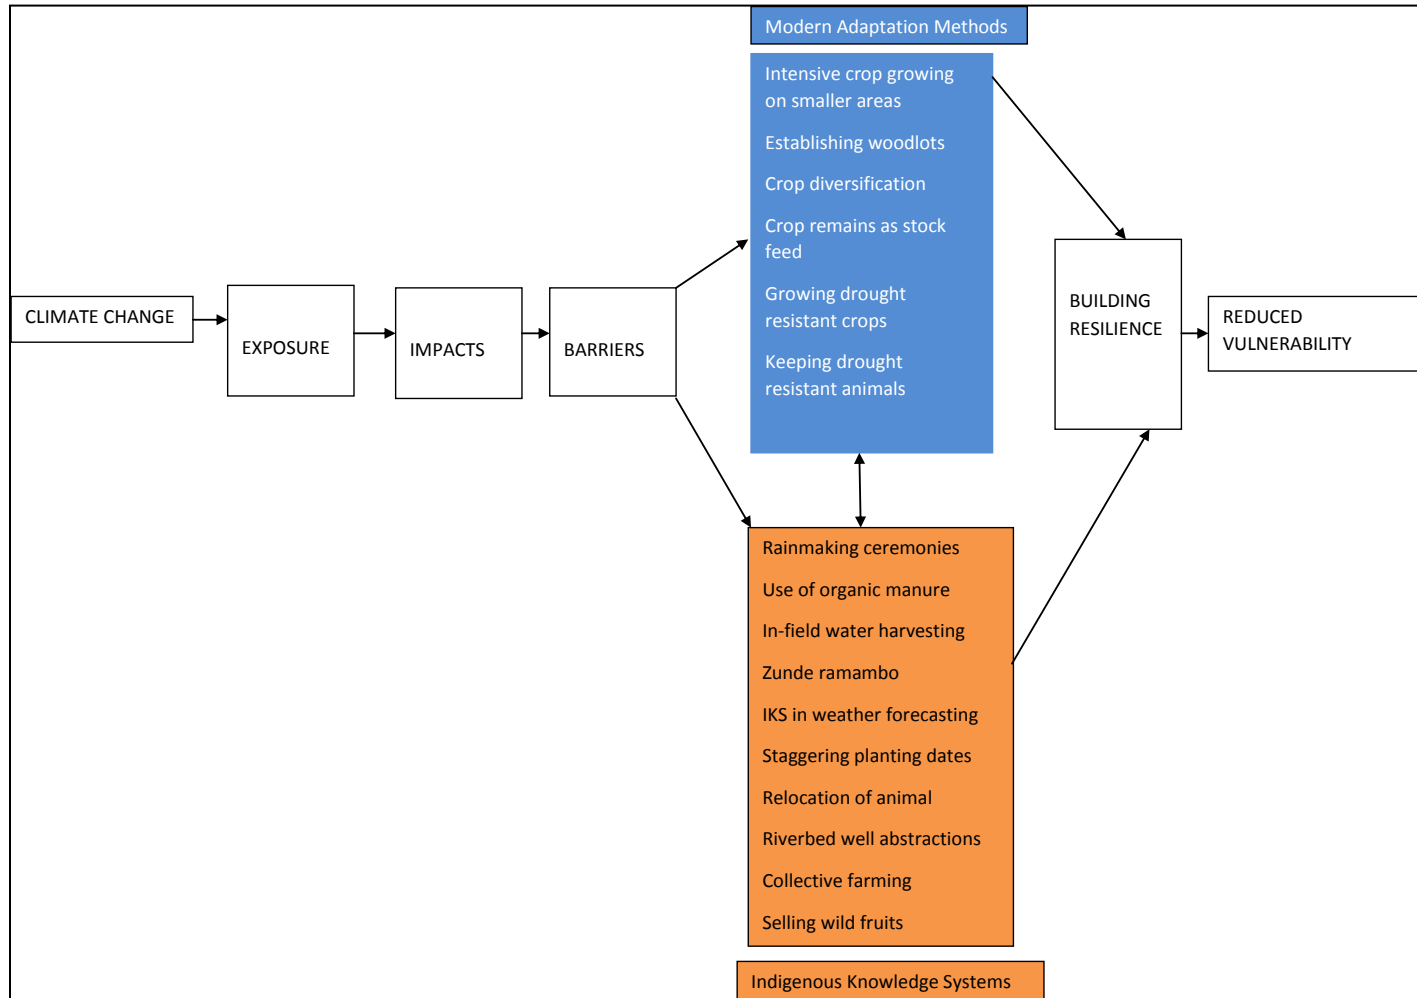 Modern Adaptation Methods
Intensive crop growing
on smaller areas
Establishing woodlots
Crop diversification
Crop remains as stock
feed
Growing drought
resistant crops
Keeping drought
resistant animals
CLIMATE CHANGE
EXPOSURE
IMPACTS
BARRIERS
BUILDING
RESILIENCE
REDUCED
VULNERABILITY
Rainmaking ceremonies
Use of organic manure
In-field water harvesting
Zunde ramambo
IKS in weather forecasting
Staggering planting dates
Relocation of animal
Riverbed well abstractions
Collective farming
Selling wild fruits
Indigenous Knowledge Systems